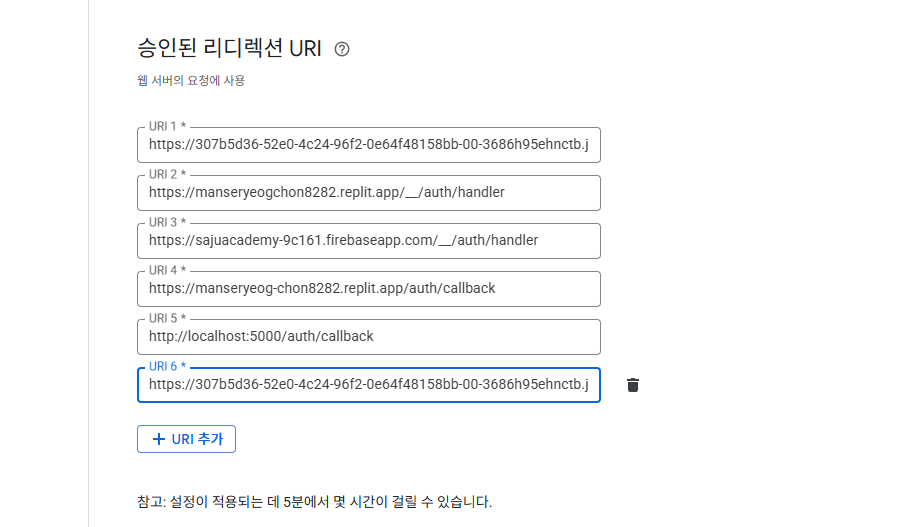 승인된 리디렉션 URI
웹 서버의 요청에 사용
URI 1 *
https://307b5d36-52e0-4c24-96f2-0e64f48158bb-00-3686h95ehnctb.j
URI 2 *
https://manseryeogchon8282.replit.app/__/auth/handler
URI 3 *
https://sajuacademy-9c161.firebaseapp.com/__/auth/handler
URI 4 *
https://manseryeog-chon8282.replit.app/auth/callback
URI 5 *
http://localhost:5000/auth/callback
URI 6 *
https://307b5d36-52e0-4c24-96f2-0e64f48158bb-00-3686h95ehnctb.j
+ URI 추가
참고: 설정이 적용되는 데 5분에서 몇 시간이 걸릴 수 있습니다.